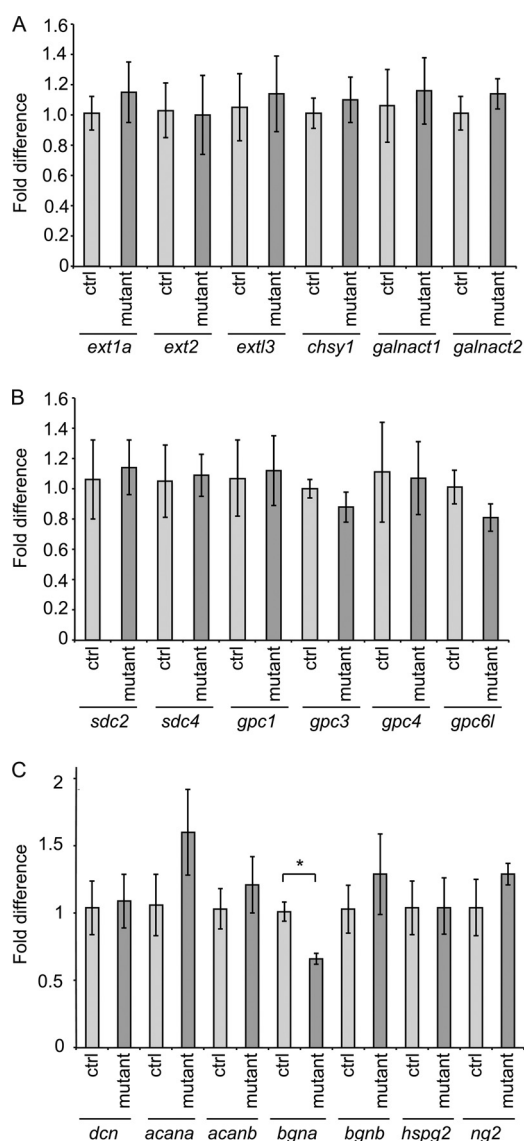 A
Fold difference
1.6
1.4
1.2
1.0
0.8
0.6
0.4
0.2
0
ctrl mutant ctrl mutant ctrl mutant ctrl mutant ctrl mutant ctrl mutant
ext1a ext2 extl3 chsy1 galnact1 galnact2
B
Fold difference
1.6
1.4
1.2
1.0
0.8
0.6
0.4
0.2
0
ctrl mutant ctrl mutant ctrl mutant ctrl mutant ctrl mutant ctrl mutant
sdc2 sdc4 gpc1 gpc3 gpc4 gpc6l
C
Fold difference
2
1.5
1
0.5
0
*
ctrl mutant ctrl mutant ctrl mutant ctrl mutant ctrl mutant ctrl mutant ctrl mutant
dcn acana acanb bgna bgnb hspg2 ng2